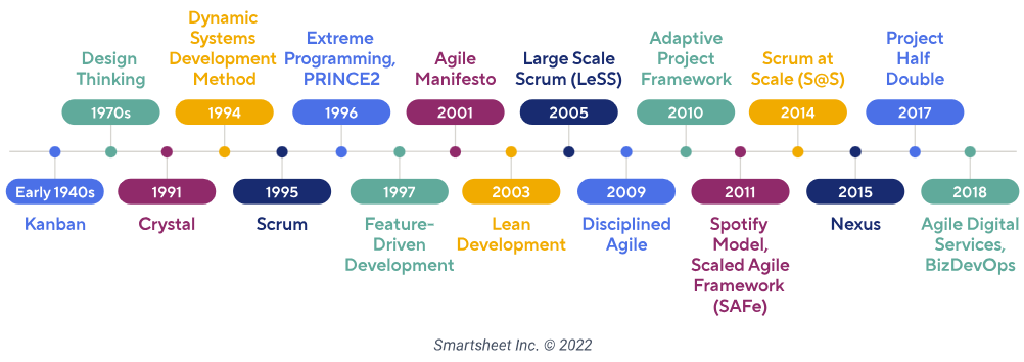 Design
Thinking
1970s
Dynamic
Systems
Development
Method
1994
Extreme
Programming,
PRINCE2
1996
Agile
Manifesto
2001
Large Scale
Scrum (LeSS)
2005
Adaptive
Project
Framework
2010
Scrum at
Scale (S@S)
2014
Project
Half
Double
2017
Early 1940s
Kanban
1991
Crystal
1995
Scrum
1997
Feature-
Driven
Development
2003
Lean
Development
2009
Disciplined
Agile
2011
Spotify
Model,
Scaled Agile
Framework
(SAFe)
2015
Nexus
2018
Agile Digital
Services,
BizDevOps
Smartsheet Inc. © 2022